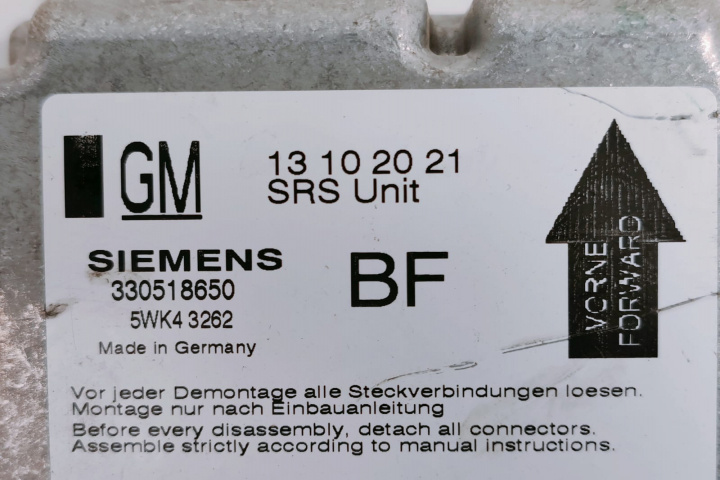 GM
13 10 20 21
SRS Unit
SIEMENS
330518650
5WK4 3262
Made in Germany
BF
VORNE
FORWARD
Vor jeder Demontage alle Steckverbindungen loesen.
Montage nur nach Einbauanleitung
Before every disassembly, detach all connectors.
Assemble strictly according to manual instructions.